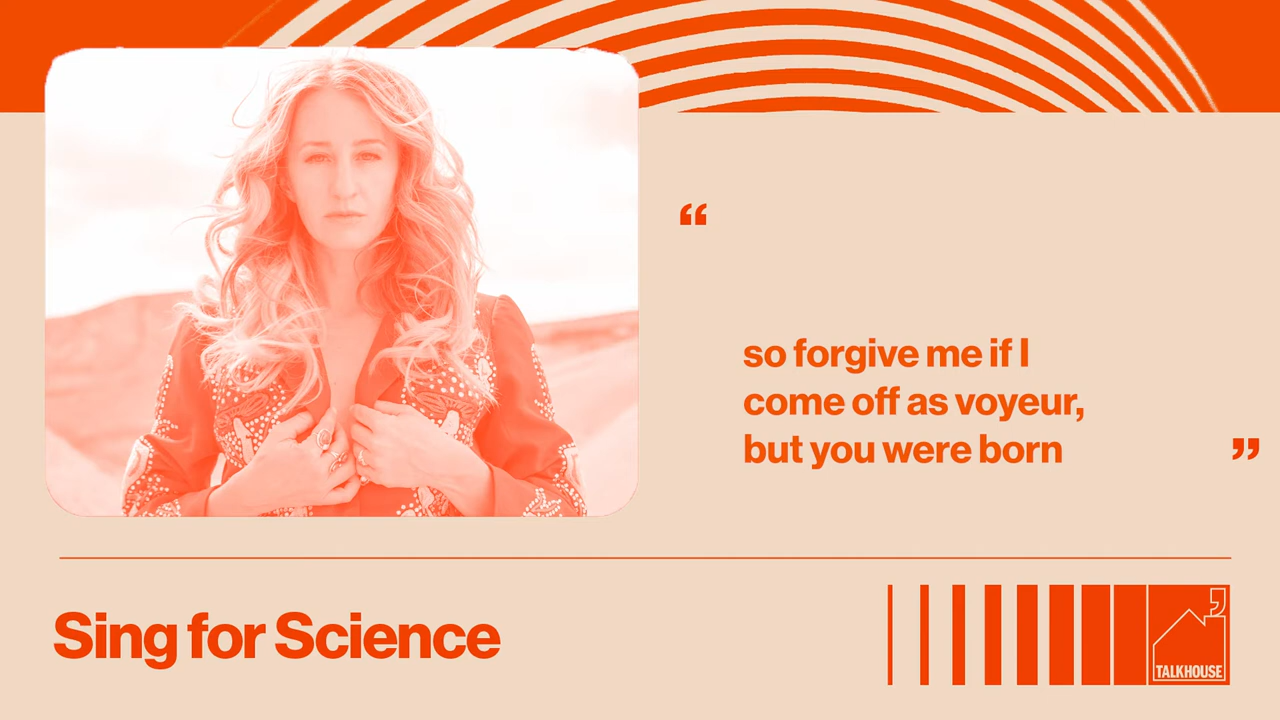 “
so forgive me if I
come off as voyeur,
but you were born
”
Sing for Science
TALKHOUSE